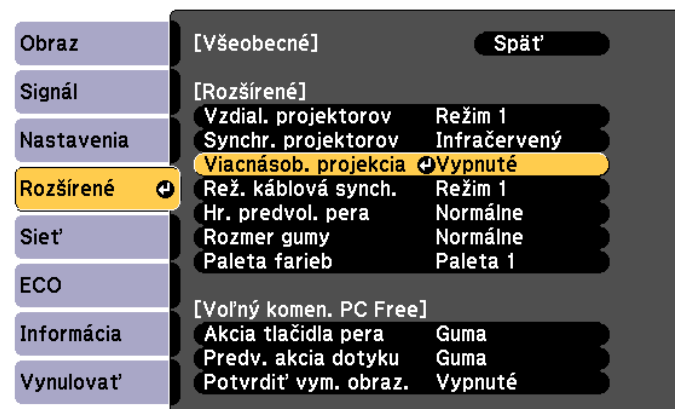 Obraz
Signál
Nastavenia
Rozšírené
Sieť
ECO
Informácia
Vynulovať
[Všeobecné] Späť
[Rozšírené]
Vzdial. projektorov Režim 1
Synchr. projektorov Infračervený
Viacnásob. projekcia Vypnuté
Rež. káblová synch. Režim 1
Hr. predvol. pera Normálne
Rozmer gumy Normálne
Paleta farieb Paleta 1
[Voľný komen. PC Free]
Akcia tlačidla pera Guma
Predv. akcia dotyku Guma
Potvrdiť vym. obraz. Vypnuté